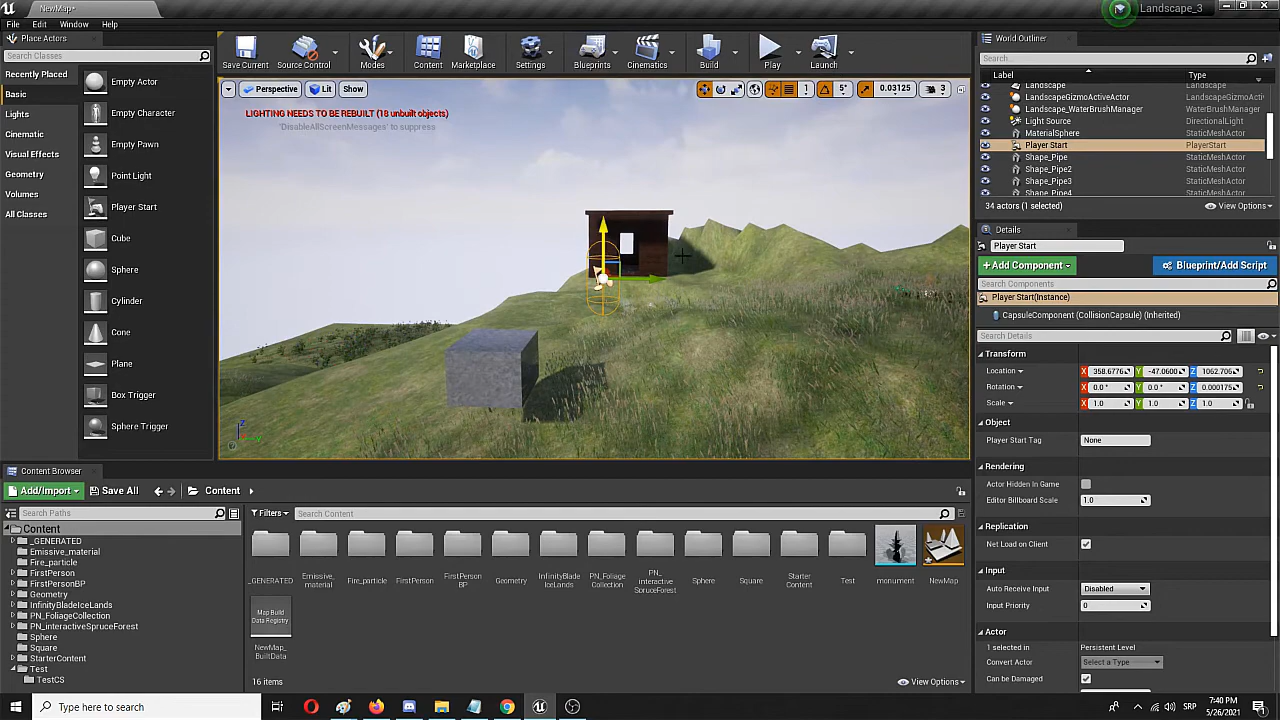 NewMap*
Landscape_3
File Edit Window Help
Place Actors
Search Classes
Recently Placed
Basic
Lights
Cinematic
Visual Effects
Geometry
Volumes
All Classes
Empty Actor
Empty Character
Empty Pawn
Point Light
Player Start
Cube
Sphere
Cylinder
Cone
Plane
Box Trigger
Sphere Trigger
Save Current Source Control Modes Content Marketplace Settings Blueprints Cinematics Build Play Launch
Perspective Lit Show
1 5° 0.03125 3
LIGHTING NEEDS TO BE REBUILT (18 unbuilt objects)
'DisableAllScreenMessages' to suppress
World Outliner
Search...
Label Type
Landscape Landscape
LandscapeGizmoActiveActor LandscapeGizmoActi
Landscape_WaterBrushManager WaterBrushManager
Light Source DirectionalLight
MaterialSphere StaticMeshActor
Player Start PlayerStart
Shape_Pipe StaticMeshActor
Shape_Pipe2 StaticMeshActor
Shape_Pipe3 StaticMeshActor
Shape_Pipe4 StaticMeshActor
34 actors (1 selected) View Options
Details
Player Start
+ Add Component Blueprint/Add Script
Search Components
Player Start(Instance)
CapsuleComponent (CollisionCapsule) (Inherited)
Search Details
Transform
Location X 358.6776 Y -47.0600 Z 1062.706
Rotation X 0.0° Y 0.0° Z 0.000175
Scale X 1.0 Y 1.0 Z 1.0
Object
Player Start Tag None
Rendering
Actor Hidden In Game
Editor Billboard Scale 1.0
Replication
Net Load on Client
Input
Auto Receive Input Disabled
Input Priority 0
Actor
1 selected in Persistent Level
Convert Actor Select a Type
Can be Damaged
Content Browser
Add/Import Save All Content
Search Paths
Filters Search Content
Content
_GENERATED
Emissive_material
Fire_particle
FirstPerson
FirstPersonBP
Geometry
InfinityBladeIceLands
PN_FoliageCollection
PN_interactiveSpruceForest
Sphere
Square
StarterContent
Test
TestCS
_GENERATED
Emissive_
material
Fire_particle
FirstPerson
FirstPerson
BP
Geometry
InfinityBlade
IceLands
PN_Foliage
Collection
PN_
interactive
SpruceForest
Sphere
Square
Starter
Content
Test
monument
NewMap
Map Build
Data Registry
NewMap_
BuiltData
16 items View Options
Type here to search
SRP
7:40 PM
5/26/2021